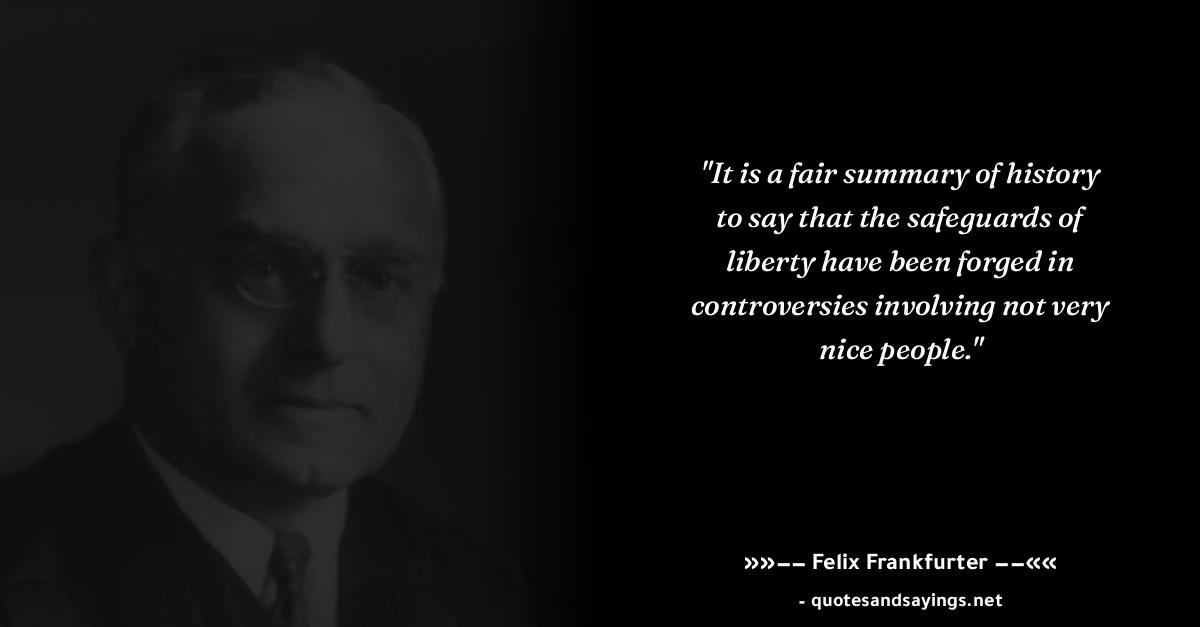 "It is a fair summary of history
to say that the safeguards of
liberty have been forged in
controversies involving not very
nice people."
»»−− Felix Frankfurter −−««
- quotesandsayings.net